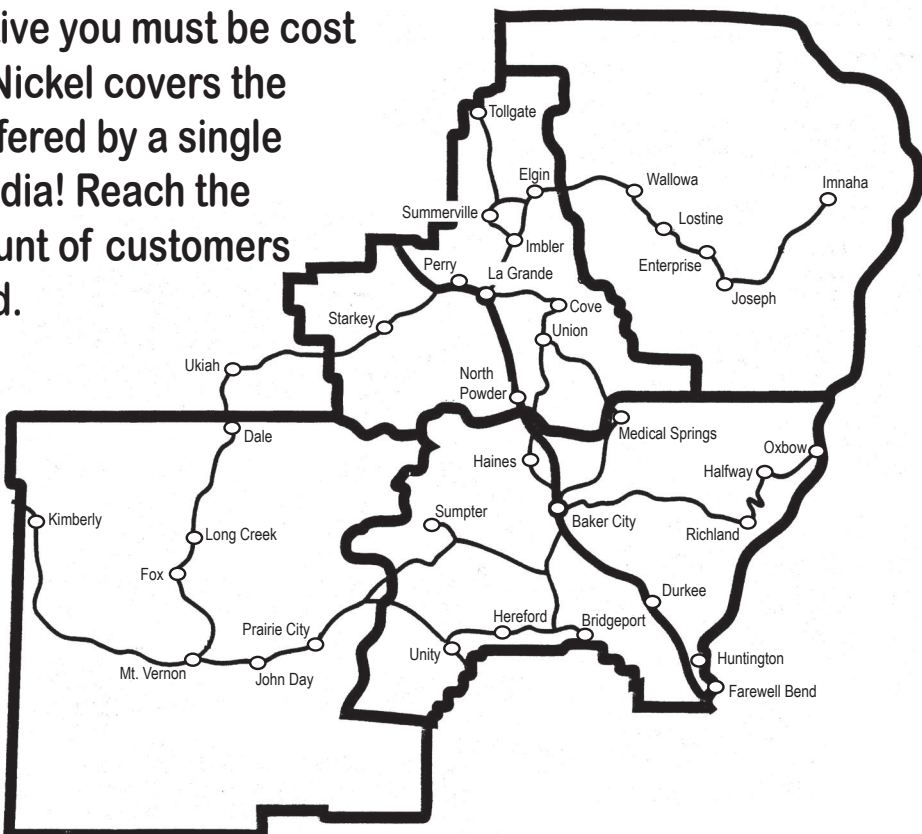 ive you must be cost
Nickel covers the
fered by a single
dia! Reach the
unt of customers
d.
Tollgate
Elgin
Wallowa
Imnaha
Summerville
Lostine
Imbler
Enterprise
Perry
La Grande
Joseph
Cove
Starkey
Union
Ukiah
North
Powder
Dale
Medical Springs
Oxbow
Haines
Halfway
Kimberly
Sumpter
Baker City
Long Creek
Richland
Fox
Durkee
Prairie City
Hereford
Bridgeport
Unity
Mt. Vernon
John Day
Huntington
Farewell Bend